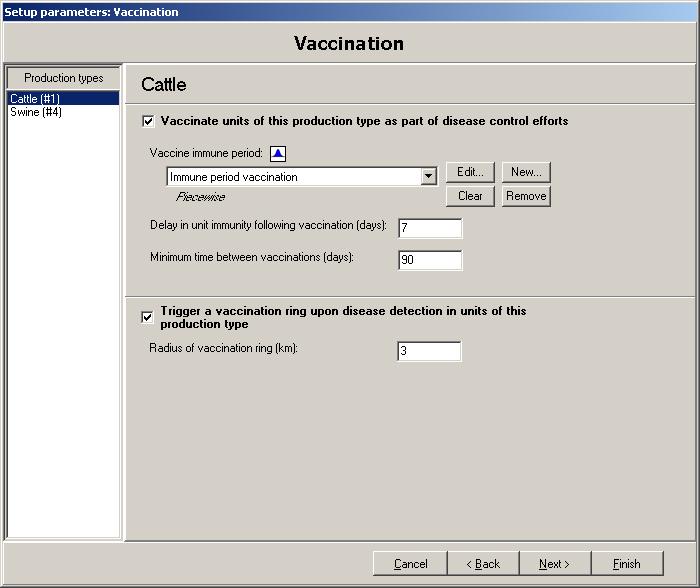 Setup parameters: Vaccination
Vaccination
Production types
Cattle (#1)
Swine (#4)
Cattle
Vaccinate units of this production type as part of disease control efforts
Vaccine immune period:
Immune period vaccination
Edit...
New...
Piecewise
Clear
Remove
Delay in unit immunity following vaccination (days):
7
Minimum time between vaccinations (days):
90
Trigger a vaccination ring upon disease detection in units of this
production type
Radius of vaccination ring (km):
3
Cancel
< Back
Next >
Finish